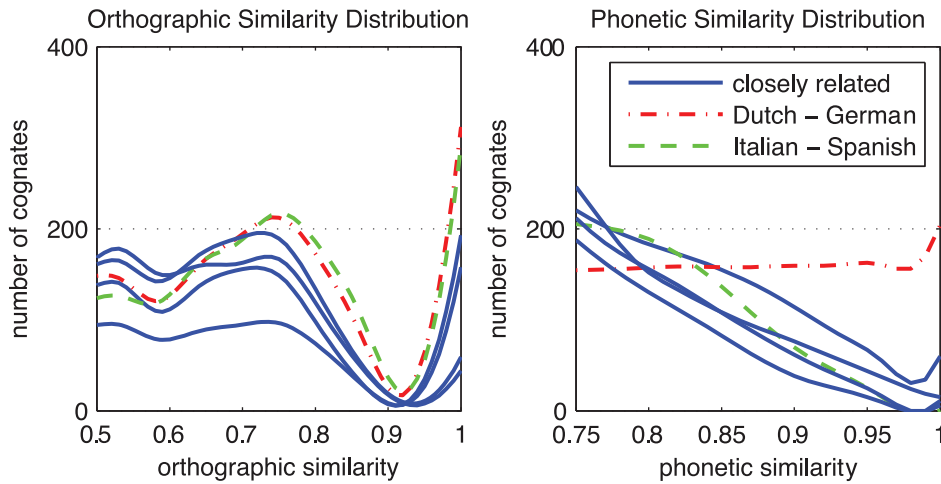 Orthographic Similarity Distribution
400
200
0
number of cognates
0.5 0.6 0.7 0.8 0.9 1
orthographic similarity
Phonetic Similarity Distribution
400
200
0
number of cognates
closely related
Dutch – German
Italian – Spanish
0.75 0.8 0.85 0.9 0.95 1
phonetic similarity